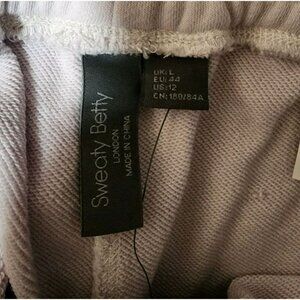 Sweaty Betty
LONDON
MADE IN CHINA
UK: L
EU: 44
US: 12
CN: 180/84A